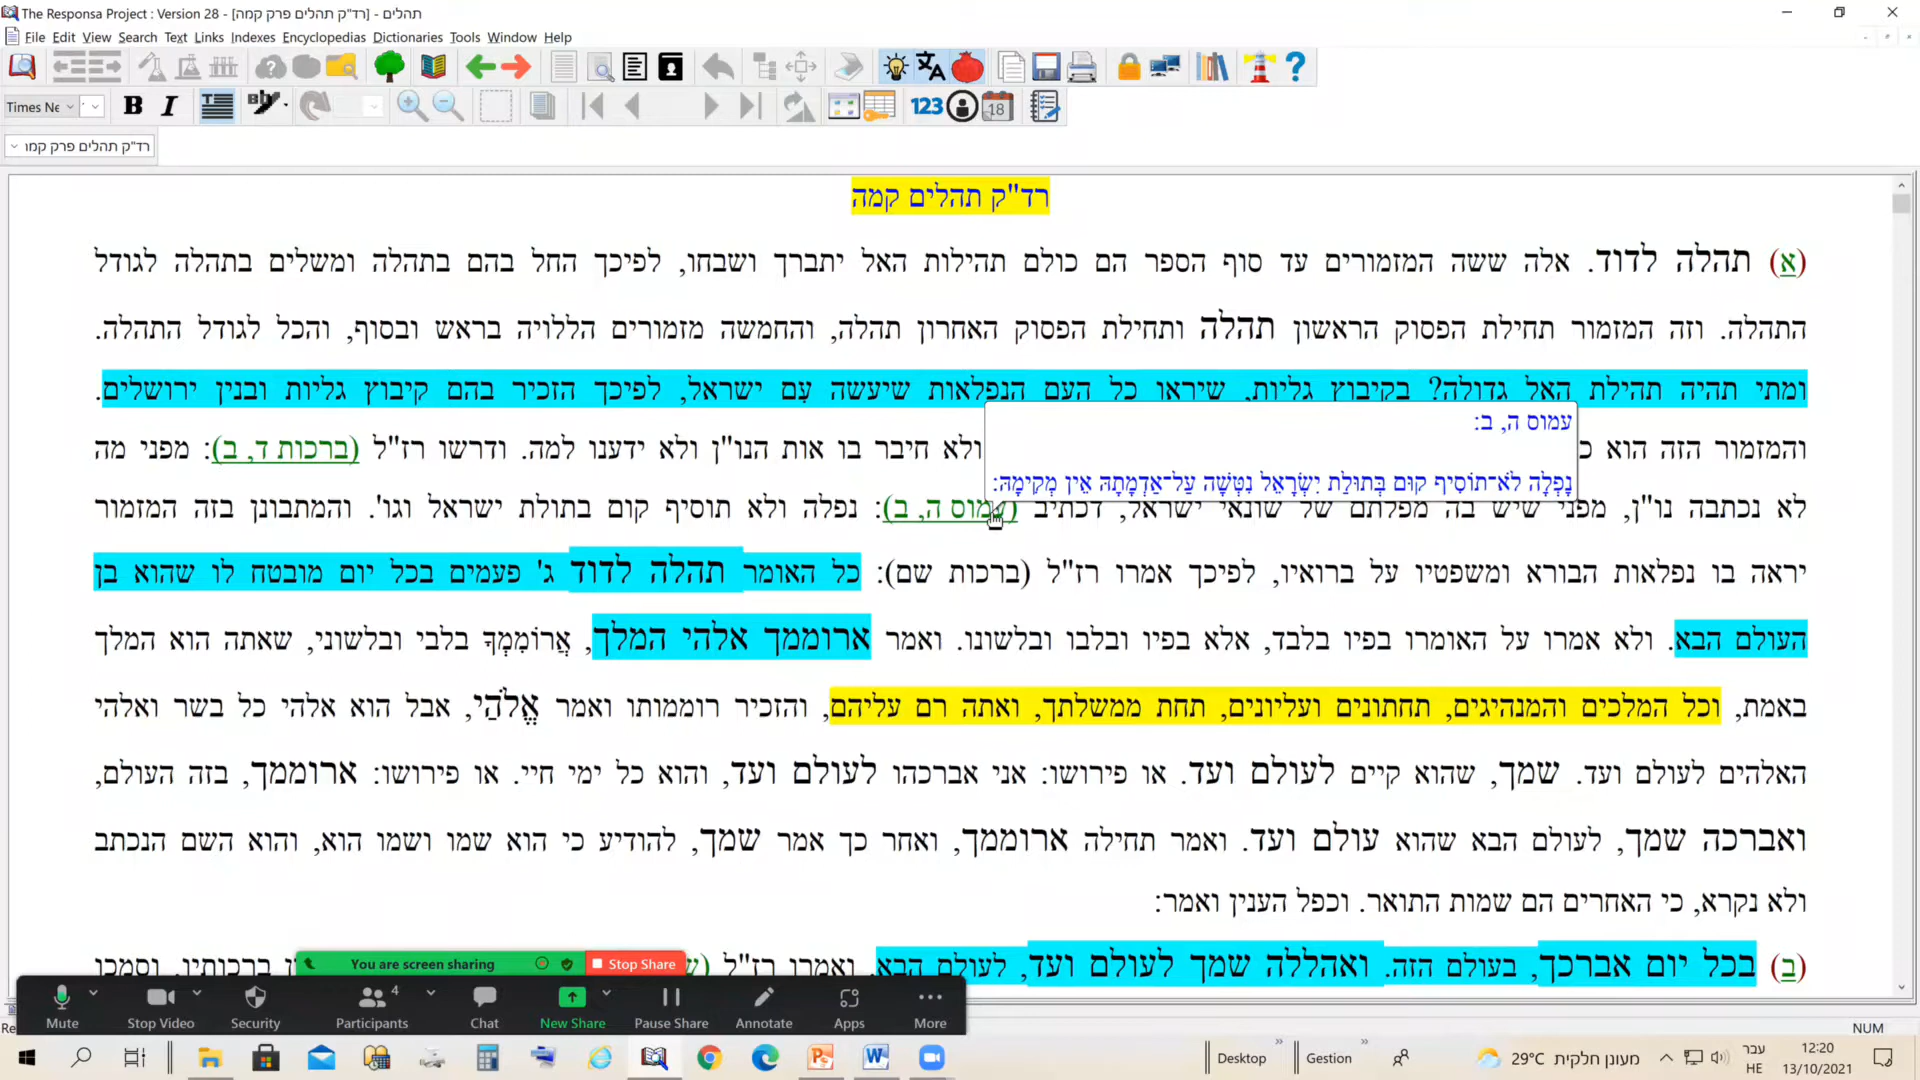 The Responsa Project : Version 28 - [תהלים - [רד"ק תהלים פרק קמה
File Edit View Search Text Links Indexes Encyclopedias Dictionaries Tools Window Help
Times Ne B I 123 18
רד"ק תהלים פרק קמו
רד"ק תהלים קמה
(א) תהלה לדוד. אלה ששה המזמורים עד סוף הספר הם כולם תהילות האל יתברך ושבחו, לפיכך החל בהם בתהלה ומשלים בתהלה לגודל
התהלה. וזה המזמור תחילת הפסוק הראשון תהלה ותחילת הפסוק האחרון תהלה, והחמשה מזמורים הללויה בראש ובסוף, והכל לגודל התהלה.
ומתי תהיה תהילת האל גדולה? בקיבוץ גליות, שיראו כל העם הנפלאות שיעשה עם ישראל, לפיכך הזכיר בהם קיבוץ גליות ובנין ירושלים.
עמוס ה, ב:
נָפְלָה לֹא־תוֹסִיף קוּם בְּתוּלַת יִשְׂרָאֵל נִטְּשָׁה עַל־אַדְמָתָהּ אֵין מְקִימָהּ:
והמזמור הזה הוא ולא חיבר בו אות הנו"ן ולא ידענו למה. ודרשו רז"ל (ברכות ד, ב): מפני מה
לא נכתבה נו"ן, מפני שיש בה מפלתם של שונאי ישראל, דכתיב (עמוס ה, ב): נפלה ולא תוסיף קום בתולת ישראל וגו'. והמתבונן בזה המזמור
יראה בו נפלאות הבורא ומשפטיו על ברואיו, לפיכך אמרו רז"ל (ברכות שם): כל האומר תהלה לדוד ג' פעמים בכל יום מובטח לו שהוא בן
העולם הבא. ולא אמרו על האומרו בפיו בלבד, אלא בפיו ובלבו ובלשונו. ואמר ארוממך אלהי המלך, אֲרוֹמִמְךָ בלבי ובלשוני, שאתה הוא המלך
באמת, וכל המלכים והמנהיגים, תחתונים ועליונים, תחת ממשלתך, ואתה רם עליהם, והזכיר רוממותו ואמר אֱלֹהַי, אבל הוא אלהי כל בשר ואלהי
האלהים לעולם ועד. שמך, שהוא קיים לעולם ועד. או פירושו: אני אברכהו לעולם ועד, והוא כל ימי חיי. או פירושו: ארוממך, בזה העולם,
ואברכה שמך, לעולם הבא שהוא עולם ועד. ואמר תחילה ארוממך, ואחר כך אמר שמך, להודיע כי הוא שמו ושמו הוא, והוא השם הנכתב
ולא נקרא, כי האחרים הם שמות התואר. וכפל הענין ואמר:
(ב) בכל יום אברכך, בעולם הזה. ואהללה שמך לעולם ועד, לעולם הבא. ואמרו רז"ל ברכותיו. וסמכו
You are screen sharing Stop Share
4
Mute Stop Video Security Participants Chat New Share Pause Share Annotate Apps More
NUM
Desktop » Gestion » 29°C מעונן חלקית עבר HE 12:20 13/10/2021